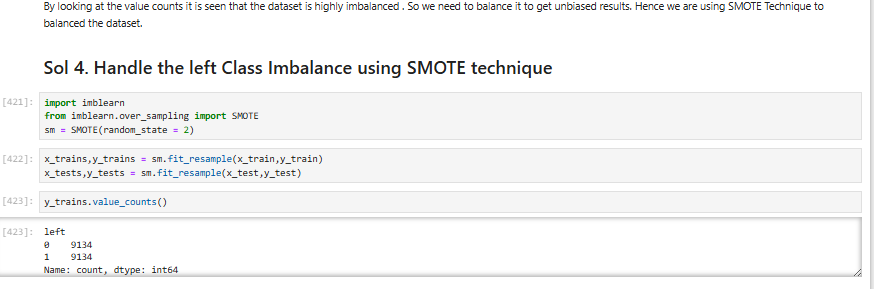 By looking at the value counts it is seen that the dataset is highly imbalanced . So we need to balance it to get unbiased results. Hence we are using SMOTE Technique to
balanced the dataset.
Sol 4. Handle the left Class Imbalance using SMOTE technique
[421]: import imblearn
from imblearn.over_sampling import SMOTE
sm = SMOTE(random_state = 2)
[422]: x_trains,y_trains = sm.fit_resample(x_train,y_train)
x_tests,y_tests = sm.fit_resample(x_test,y_test)
[423]: y_trains.value_counts()
[423]: left
0    9134
1    9134
Name: count, dtype: int64